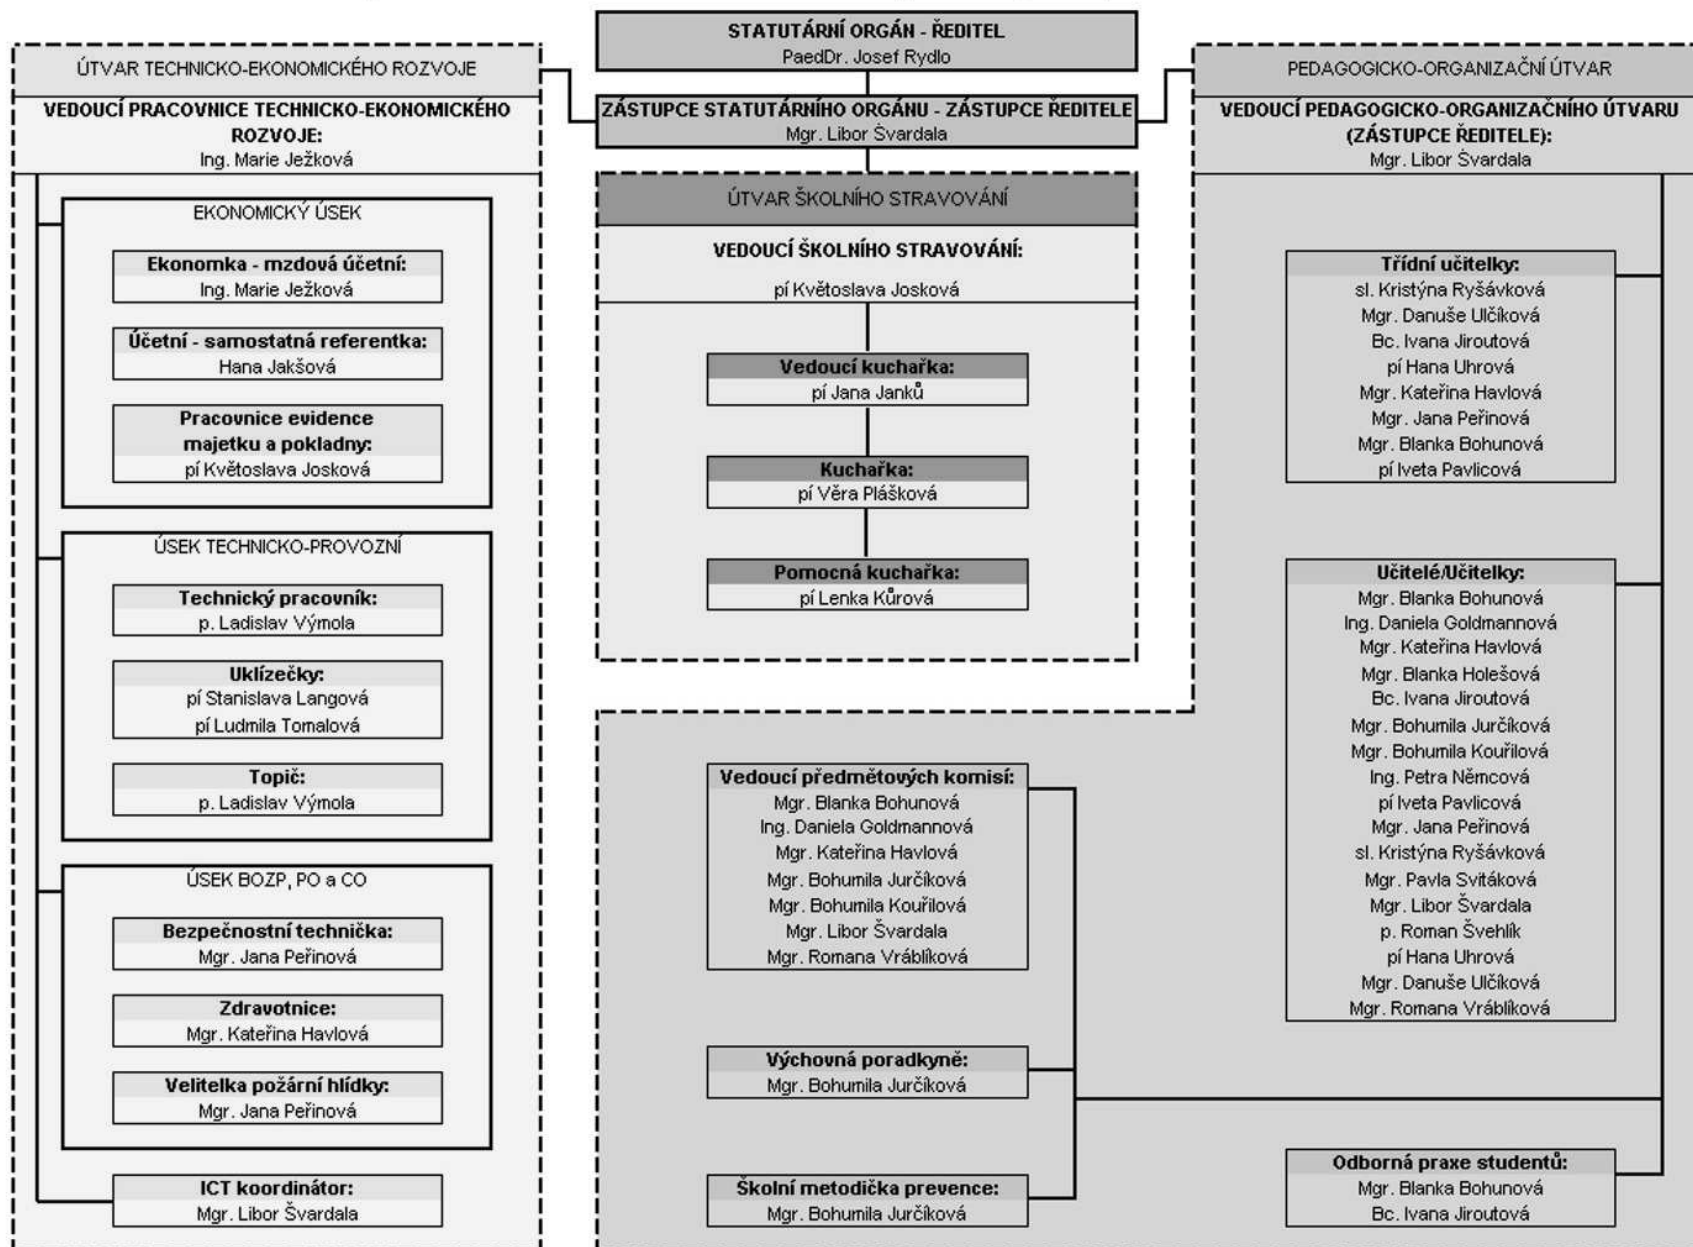 STATUTÁRNÍ ORGÁN - ŘEDITEL
PaedDr. Josef Rydlo
ZÁSTUPCE STATUTÁRNÍHO ORGÁNU - ZÁSTUPCE ŘEDITELE
Mgr. Libor Švardala
ÚTVAR TECHNICKO-EKONOMICKÉHO ROZVOJE
VEDOUCÍ PRACOVNICE TECHNICKO-EKONOMICKÉHO
ROZVOJE:
Ing. Marie Ježková
EKONOMICKÝ ÚSEK
Ekonomka - mzdová účetní:
Ing. Marie Ježková
Účetní - samostatná referentka:
Hana Jakšová
Pracovnice evidence
majetku a pokladny:
pí Květoslava Josková
ÚSEK TECHNICKO-PROVOZNÍ
Technický pracovník:
p. Ladislav Výmola
Uklízečky:
pí Stanislava Langová
pí Ludmila Tomalová
Topič:
p. Ladislav Výmola
ÚSEK BOZP, PO a CO
Bezpečnostní technička:
Mgr. Jana Peřinová
Zdravotnice:
Mgr. Kateřina Havlová
Velitelka požární hlídky:
Mgr. Jana Peřinová
ICT koordinátor:
Mgr. Libor Švardala
ÚTVAR ŠKOLNÍHO STRAVOVÁNÍ
VEDOUCÍ ŠKOLNÍHO STRAVOVÁNÍ:
pí Květoslava Josková
Vedoucí kuchařka:
pí Jana Janků
Kuchařka:
pí Věra Plášková
Pomocná kuchařka:
pí Lenka Kůrová
PEDAGOGICKO-ORGANIZAČNÍ ÚTVAR
VEDOUCÍ PEDAGOGICKO-ORGANIZAČNÍHO ÚTVARU
(ZÁSTUPCE ŘEDITELE):
Mgr. Libor Švardala
Třídní učitelky:
sl. Kristýna Ryšávková
Mgr. Danuše Ulčíková
Bc. Ivana Jiroutová
pí Hana Uhrová
Mgr. Kateřina Havlová
Mgr. Jana Peřinová
Mgr. Blanka Bohunová
pí Iveta Pavlicová
Učitelé/Učitelky:
Mgr. Blanka Bohunová
Ing. Daniela Goldmannová
Mgr. Kateřina Havlová
Mgr. Blanka Holešová
Bc. Ivana Jiroutová
Mgr. Bohumila Jurčíková
Mgr. Bohumila Kouřilová
Ing. Petra Němcová
pí Iveta Pavlicová
Mgr. Jana Peřinová
sl. Kristýna Ryšávková
Mgr. Pavla Svitáková
Mgr. Libor Švardala
p. Roman Švehlík
pí Hana Uhrová
Mgr. Danuše Ulčíková
Mgr. Romana Vráblíková
Vedoucí předmětových komisí:
Mgr. Blanka Bohunová
Ing. Daniela Goldmannová
Mgr. Kateřina Havlová
Mgr. Bohumila Jurčíková
Mgr. Bohumila Kouřilová
Mgr. Libor Švardala
Mgr. Romana Vráblíková
Výchovná poradkyně:
Mgr. Bohumila Jurčíková
Školní metodička prevence:
Mgr. Bohumila Jurčíková
Odborná praxe studentů:
Mgr. Blanka Bohunová
Bc. Ivana Jiroutová